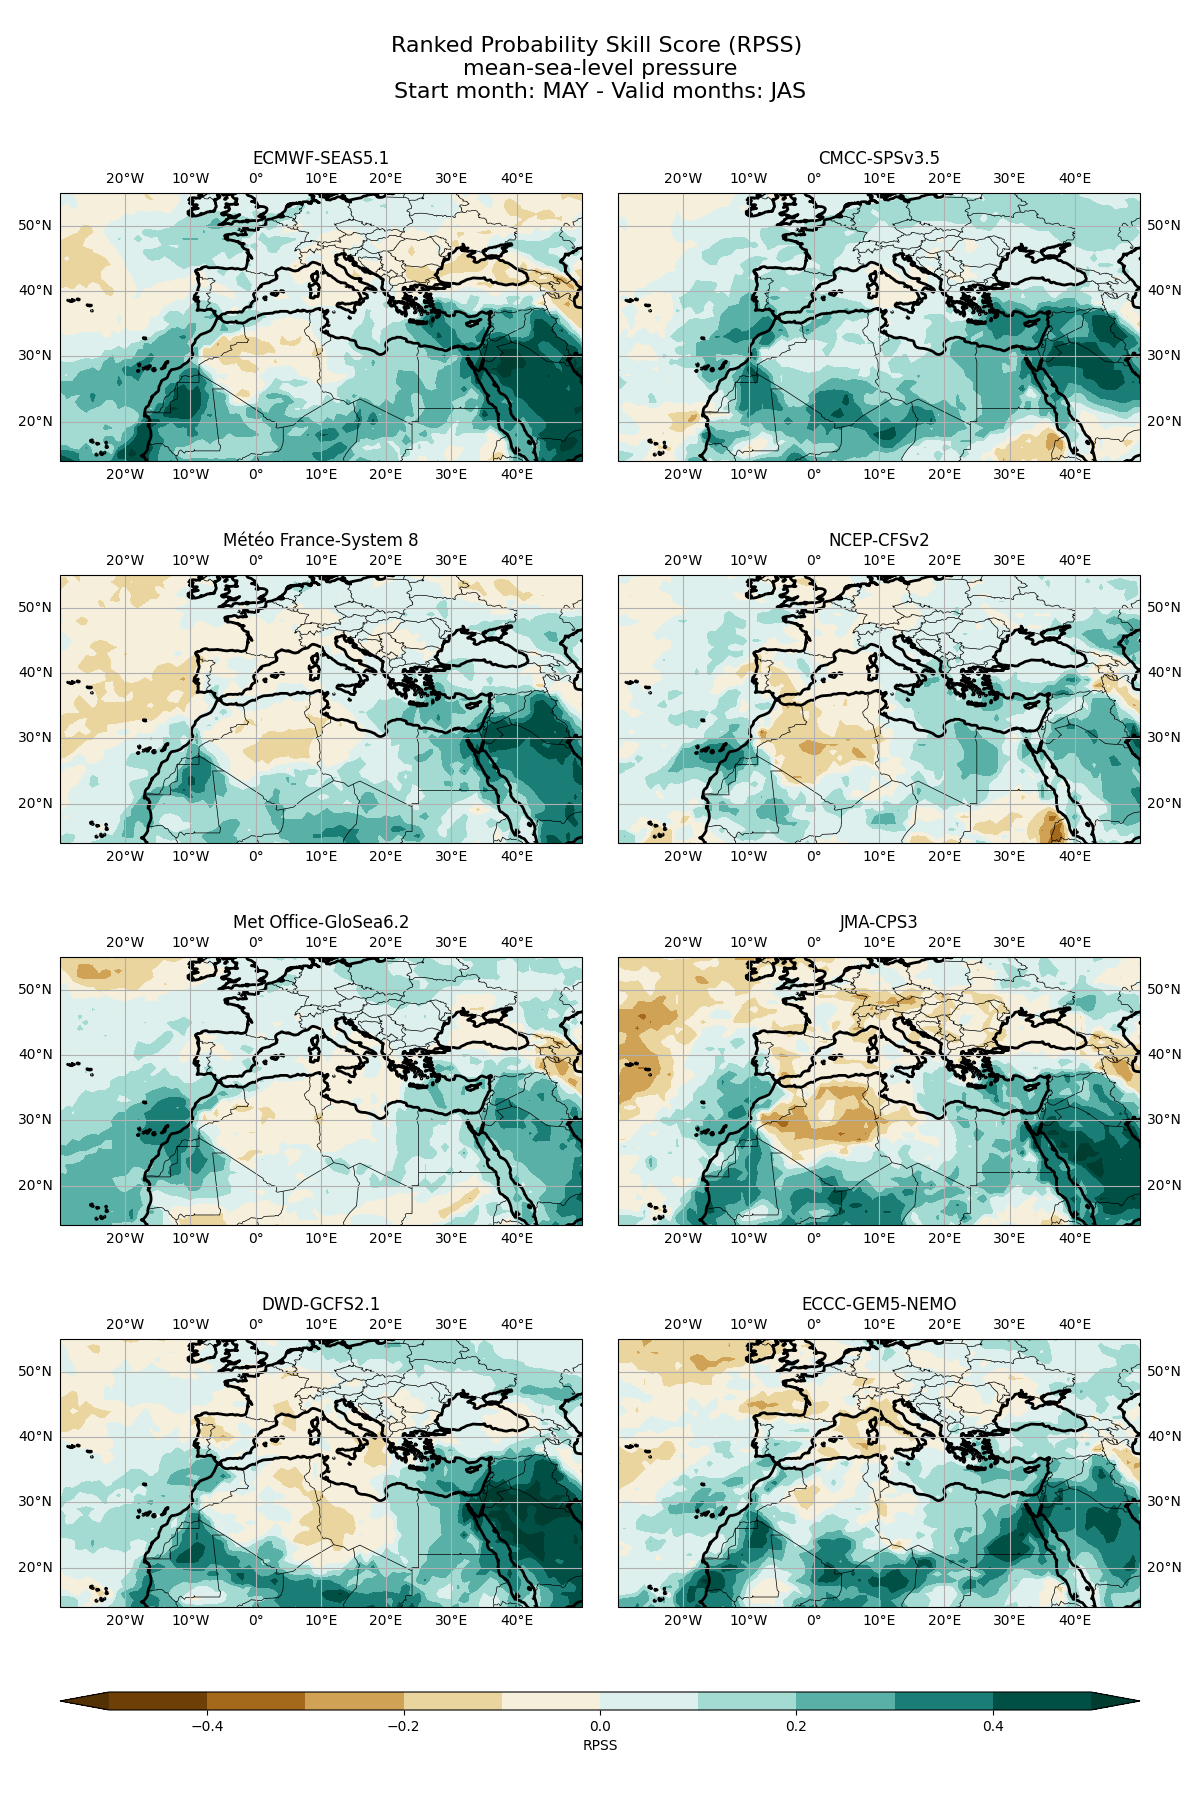 Ranked Probability Skill Score (RPSS)
mean-sea-level pressure
Start month: MAY - Valid months: JAS
ECMWF-SEAS5.1
20°W 10°W 0° 10°E 20°E 30°E 40°E
50°N
40°N
30°N
20°N
20°W 10°W 0° 10°E 20°E 30°E 40°E
CMCC-SPSv3.5
20°W 10°W 0° 10°E 20°E 30°E 40°E
50°N
40°N
30°N
20°N
20°W 10°W 0° 10°E 20°E 30°E 40°E
Météo France-System 8
20°W 10°W 0° 10°E 20°E 30°E 40°E
50°N
40°N
30°N
20°N
20°W 10°W 0° 10°E 20°E 30°E 40°E
NCEP-CFSv2
20°W 10°W 0° 10°E 20°E 30°E 40°E
50°N
40°N
30°N
20°N
20°W 10°W 0° 10°E 20°E 30°E 40°E
Met Office-GloSea6.2
20°W 10°W 0° 10°E 20°E 30°E 40°E
50°N
40°N
30°N
20°N
20°W 10°W 0° 10°E 20°E 30°E 40°E
JMA-CPS3
20°W 10°W 0° 10°E 20°E 30°E 40°E
50°N
40°N
30°N
20°N
20°W 10°W 0° 10°E 20°E 30°E 40°E
DWD-GCFS2.1
20°W 10°W 0° 10°E 20°E 30°E 40°E
50°N
40°N
30°N
20°N
20°W 10°W 0° 10°E 20°E 30°E 40°E
ECCC-GEM5-NEMO
20°W 10°W 0° 10°E 20°E 30°E 40°E
50°N
40°N
30°N
20°N
20°W 10°W 0° 10°E 20°E 30°E 40°E
−0.4 −0.2 0.0 0.2 0.4
RPSS